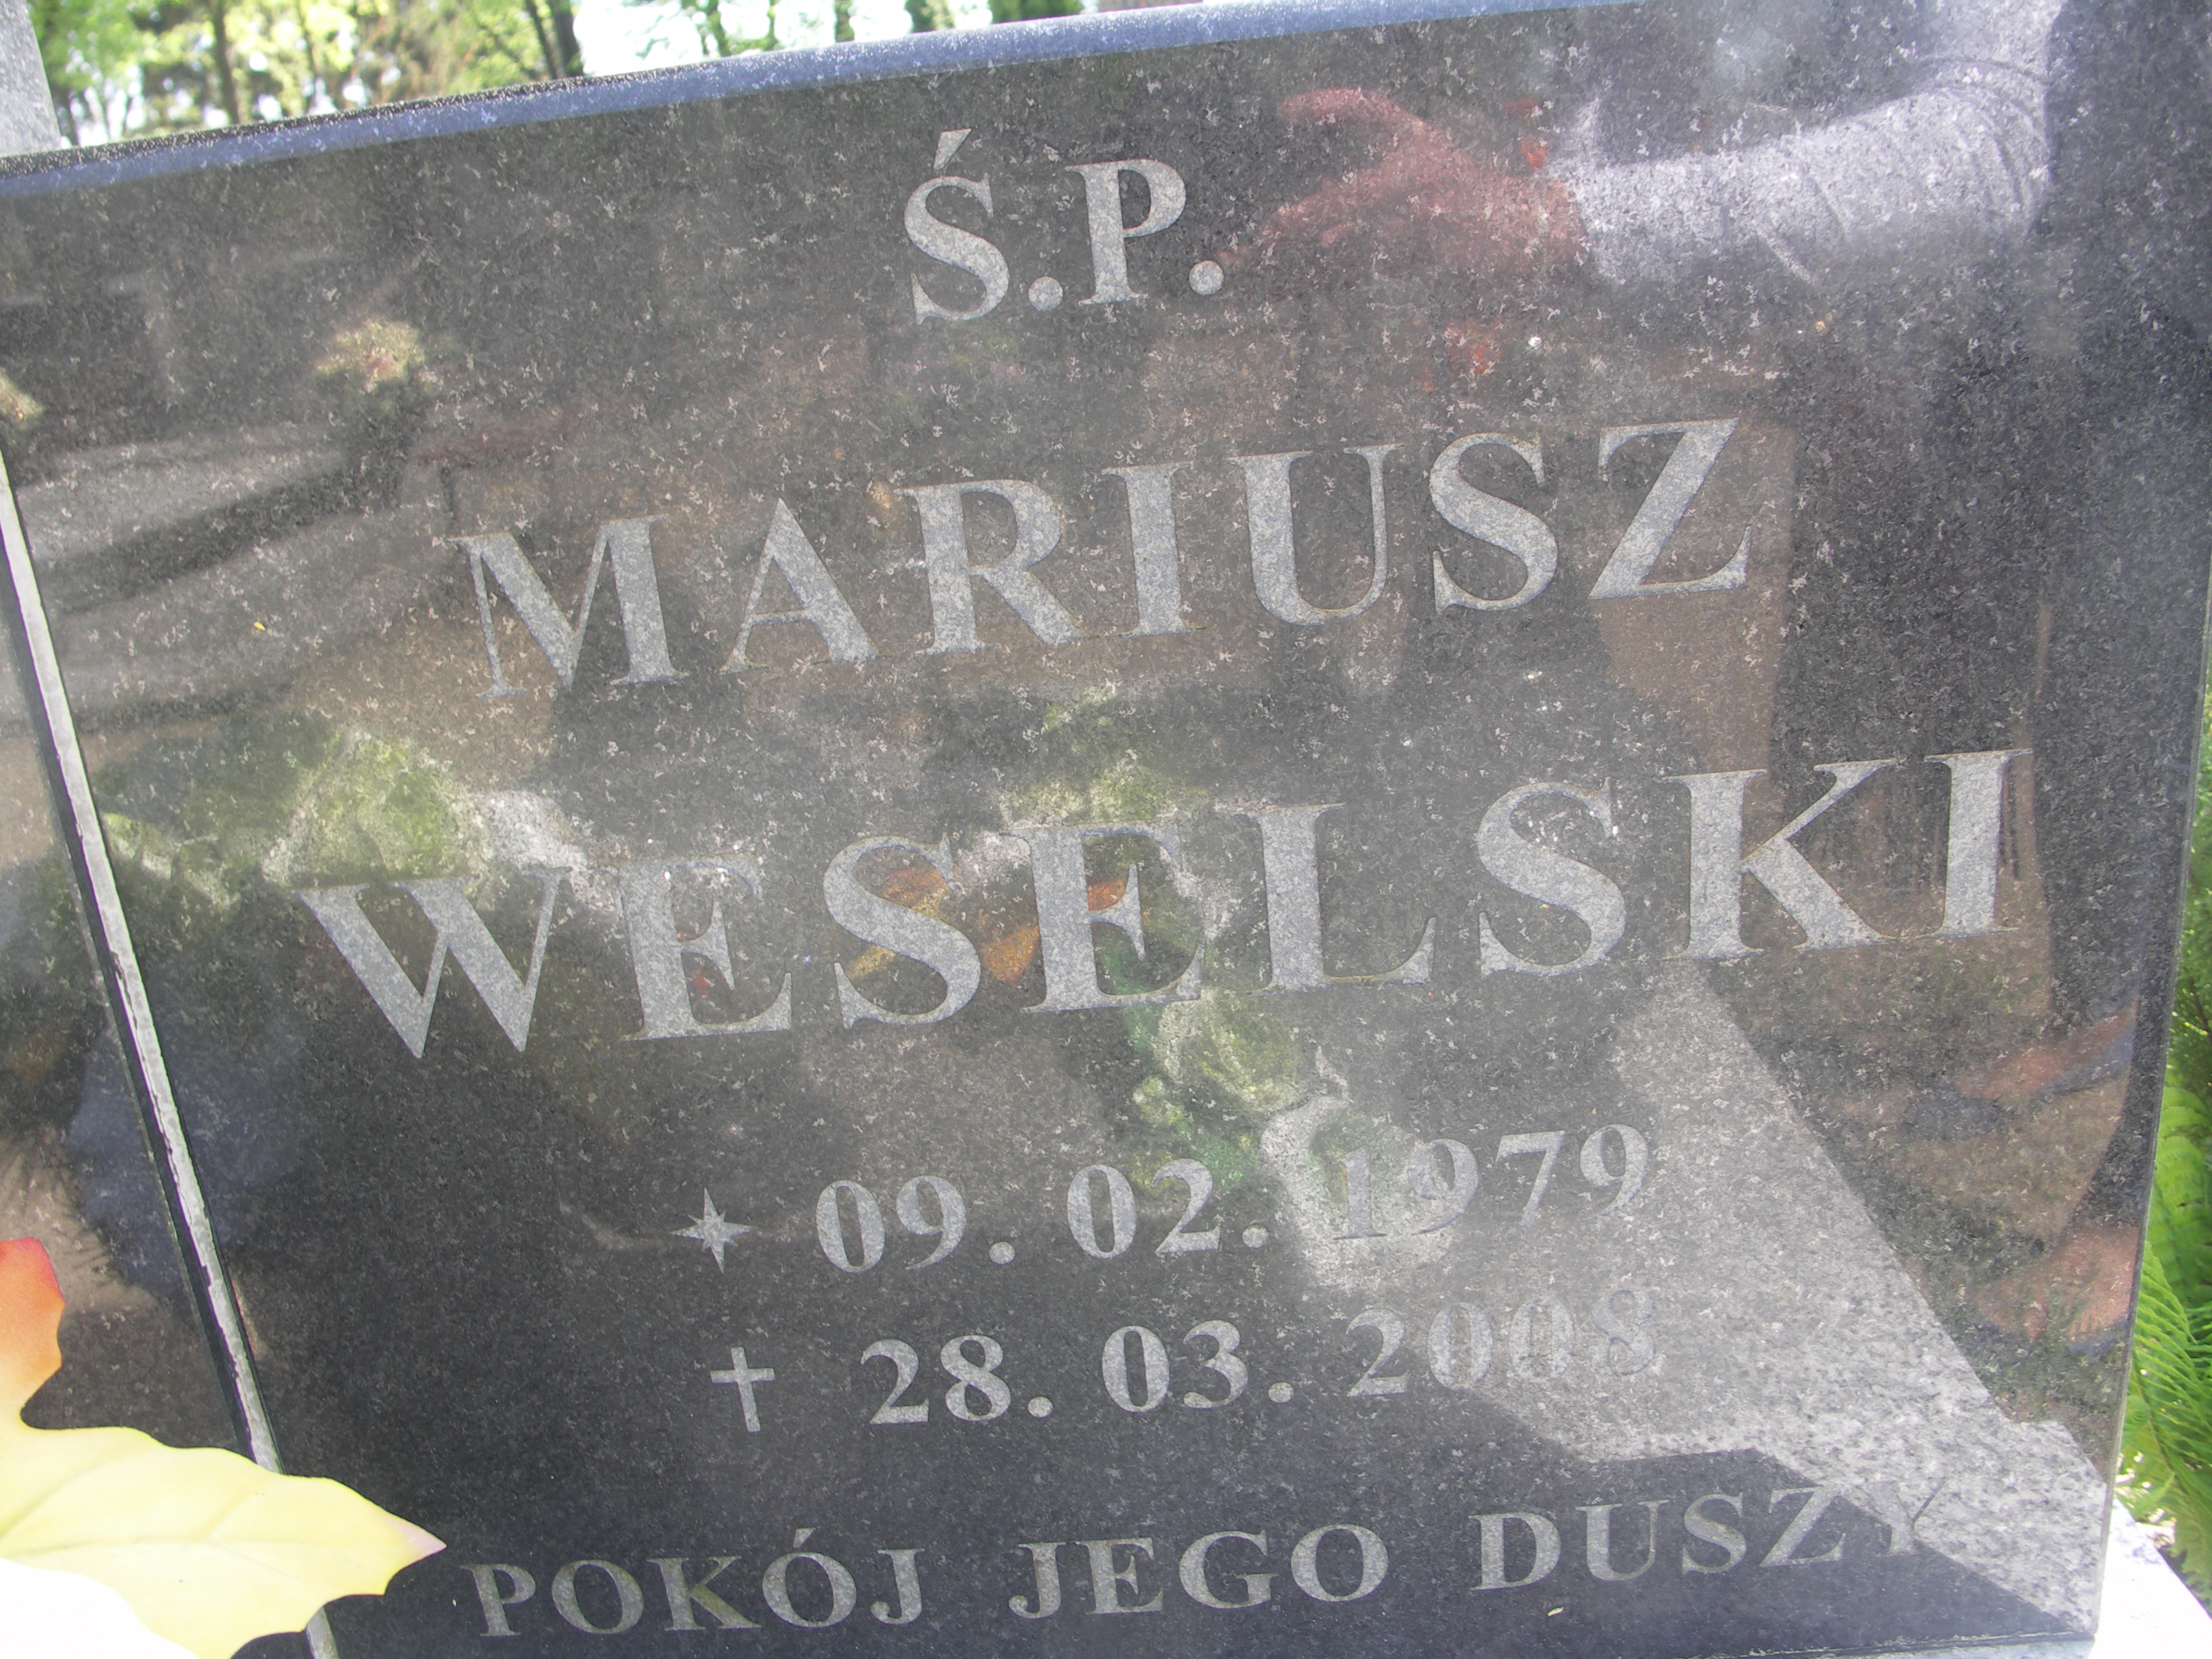 Ś.P.
MARIUSZ
WESELSKI
✶ 09. 02. 1979
✝ 28. 03. 2008
POKÓJ JEGO DUSZY